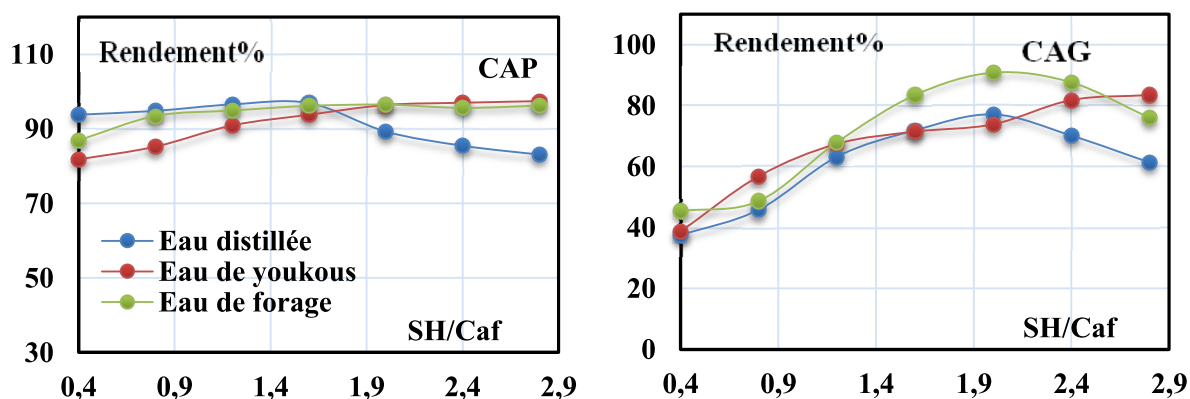 Rendement%
CAP
110
90
70
50
30
Eau distillée
Eau de youkous
Eau de forage
SH/Caf
0,4 0,9 1,4 1,9 2,4 2,9
Rendement%
CAG
100
80
60
40
20
0
SH/Caf
0,4 0,9 1,4 1,9 2,4 2,9